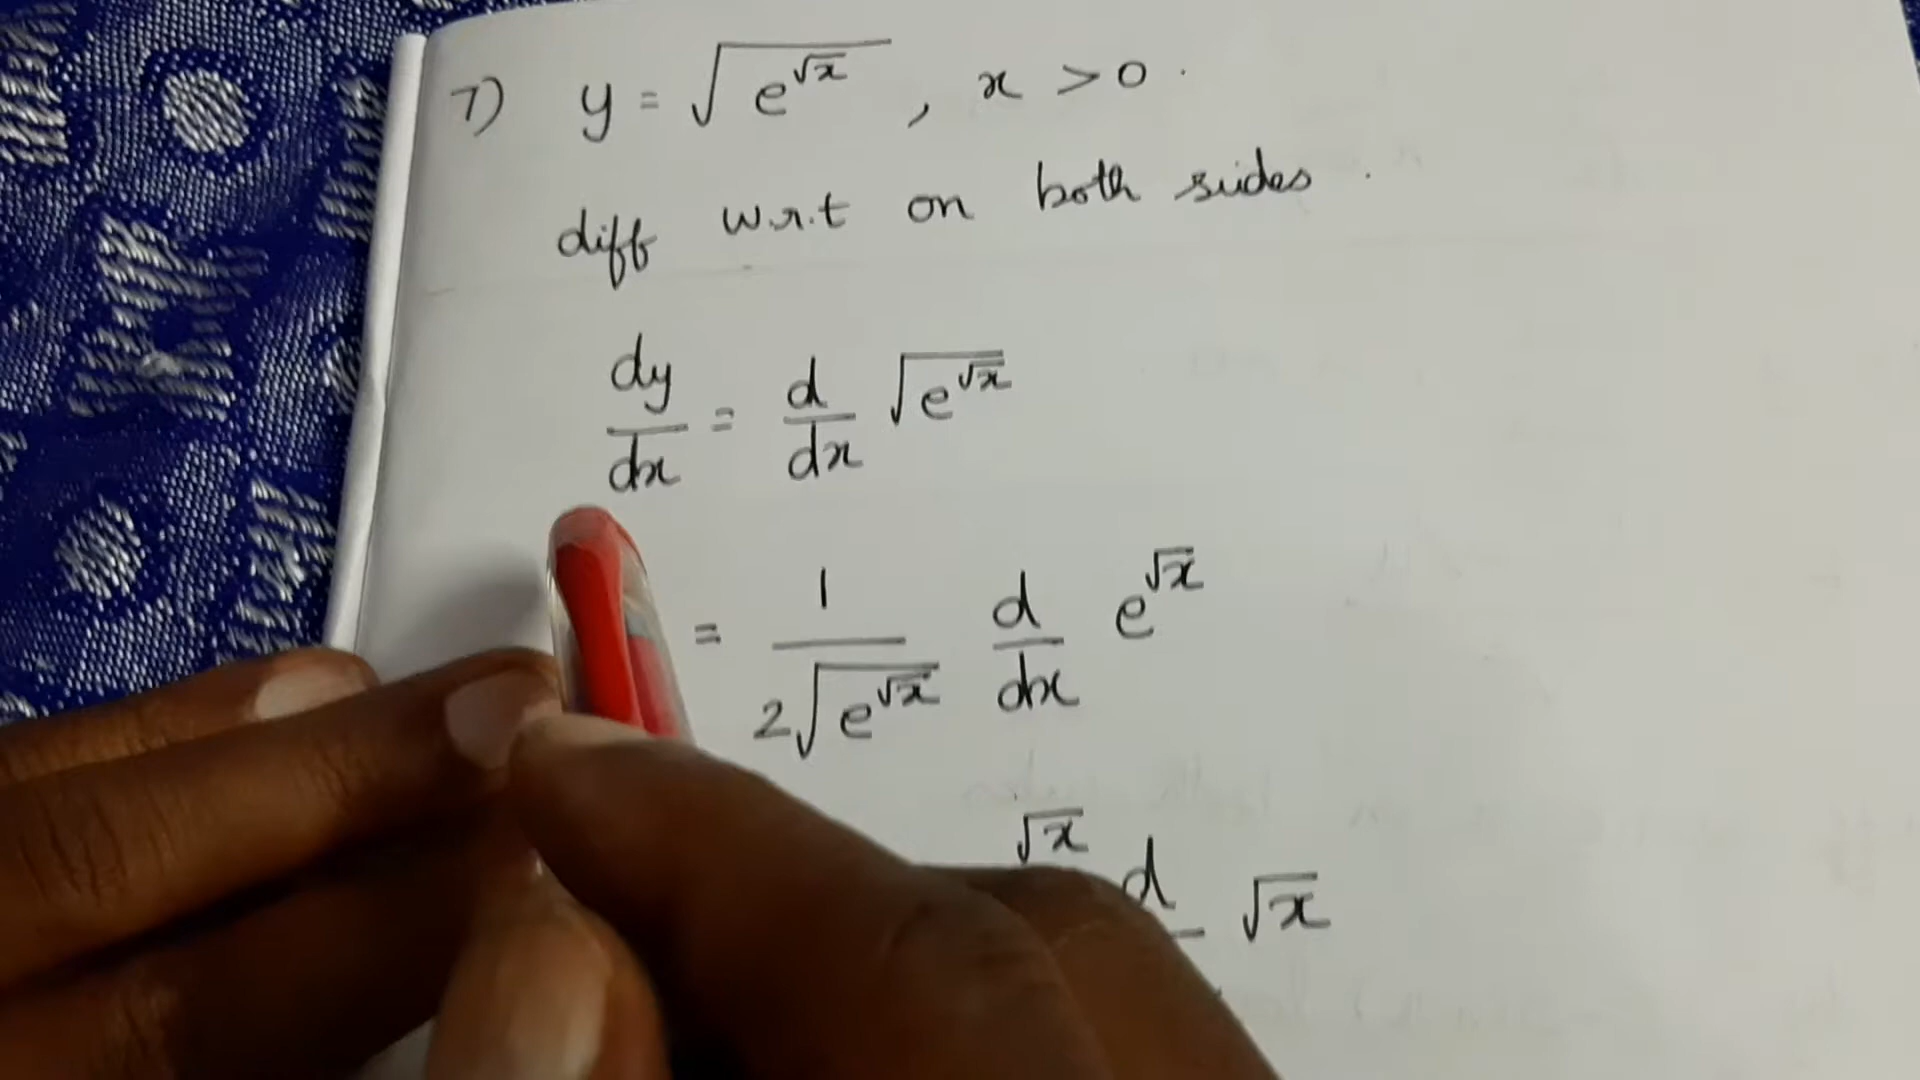 7) y = √(e^√x) , x > 0 .
diff w.r.t on both sides .
dy/dx = d/dx √(e^√x)
= 1/(2√(e^√x)) d/dx e^√x
√x d √x